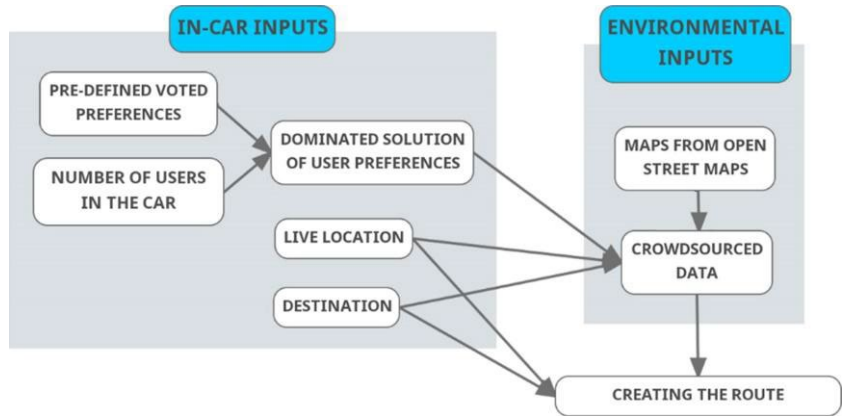 IN-CAR INPUTS
PRE-DEFINED VOTED
PREFERENCES
NUMBER OF USERS
IN THE CAR
DOMINATED SOLUTION
OF USER PREFERENCES
LIVE LOCATION
DESTINATION
ENVIRONMENTAL
INPUTS
MAPS FROM OPEN
STREET MAPS
CROWDSOURCED
DATA
CREATING THE ROUTE